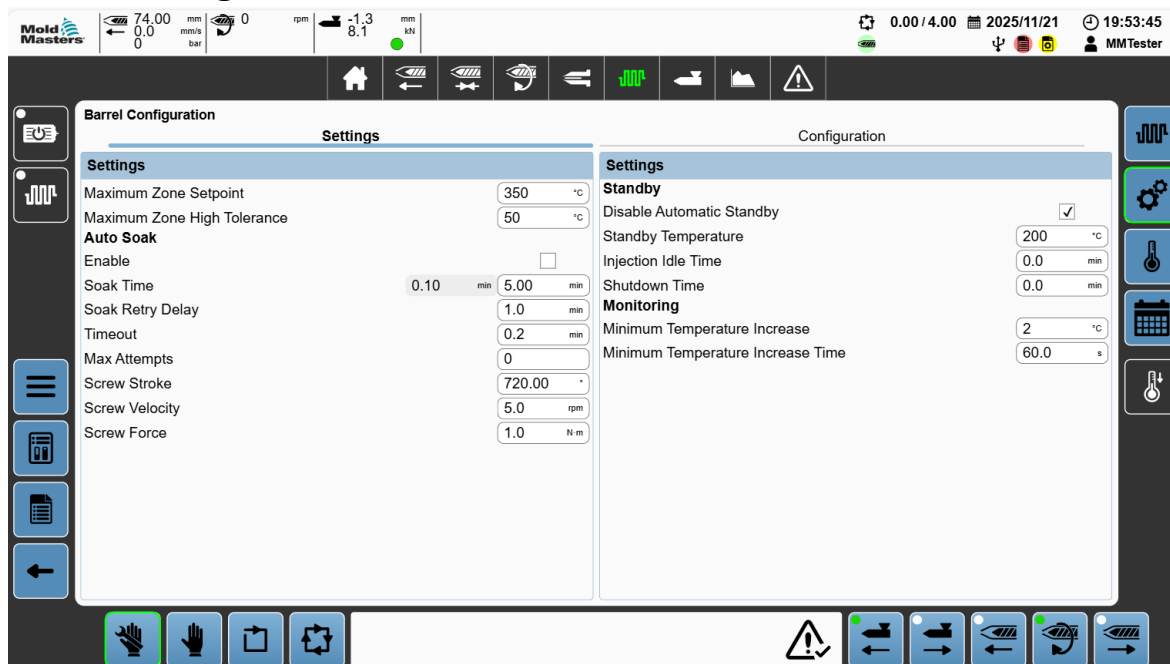 Mold
Masters
74.00 mm
0.0 mm/s
0 bar
0 rpm
-1.3 mm
8.1 kN
0.00 / 4.00
2025/11/21
19:53:45
MMTester
Barrel Configuration
Settings
Configuration
Settings
Maximum Zone Setpoint 350 °C
Maximum Zone High Tolerance 50 °C
Auto Soak
Enable
Soak Time 0.10 min 5.00 min
Soak Retry Delay 1.0 min
Timeout 0.2 min
Max Attempts 0
Screw Stroke 720.00 °
Screw Velocity 5.0 rpm
Screw Force 1.0 N·m
Settings
Standby
Disable Automatic Standby
Standby Temperature 200 °C
Injection Idle Time 0.0 min
Shutdown Time 0.0 min
Monitoring
Minimum Temperature Increase 2 °C
Minimum Temperature Increase Time 60.0 s